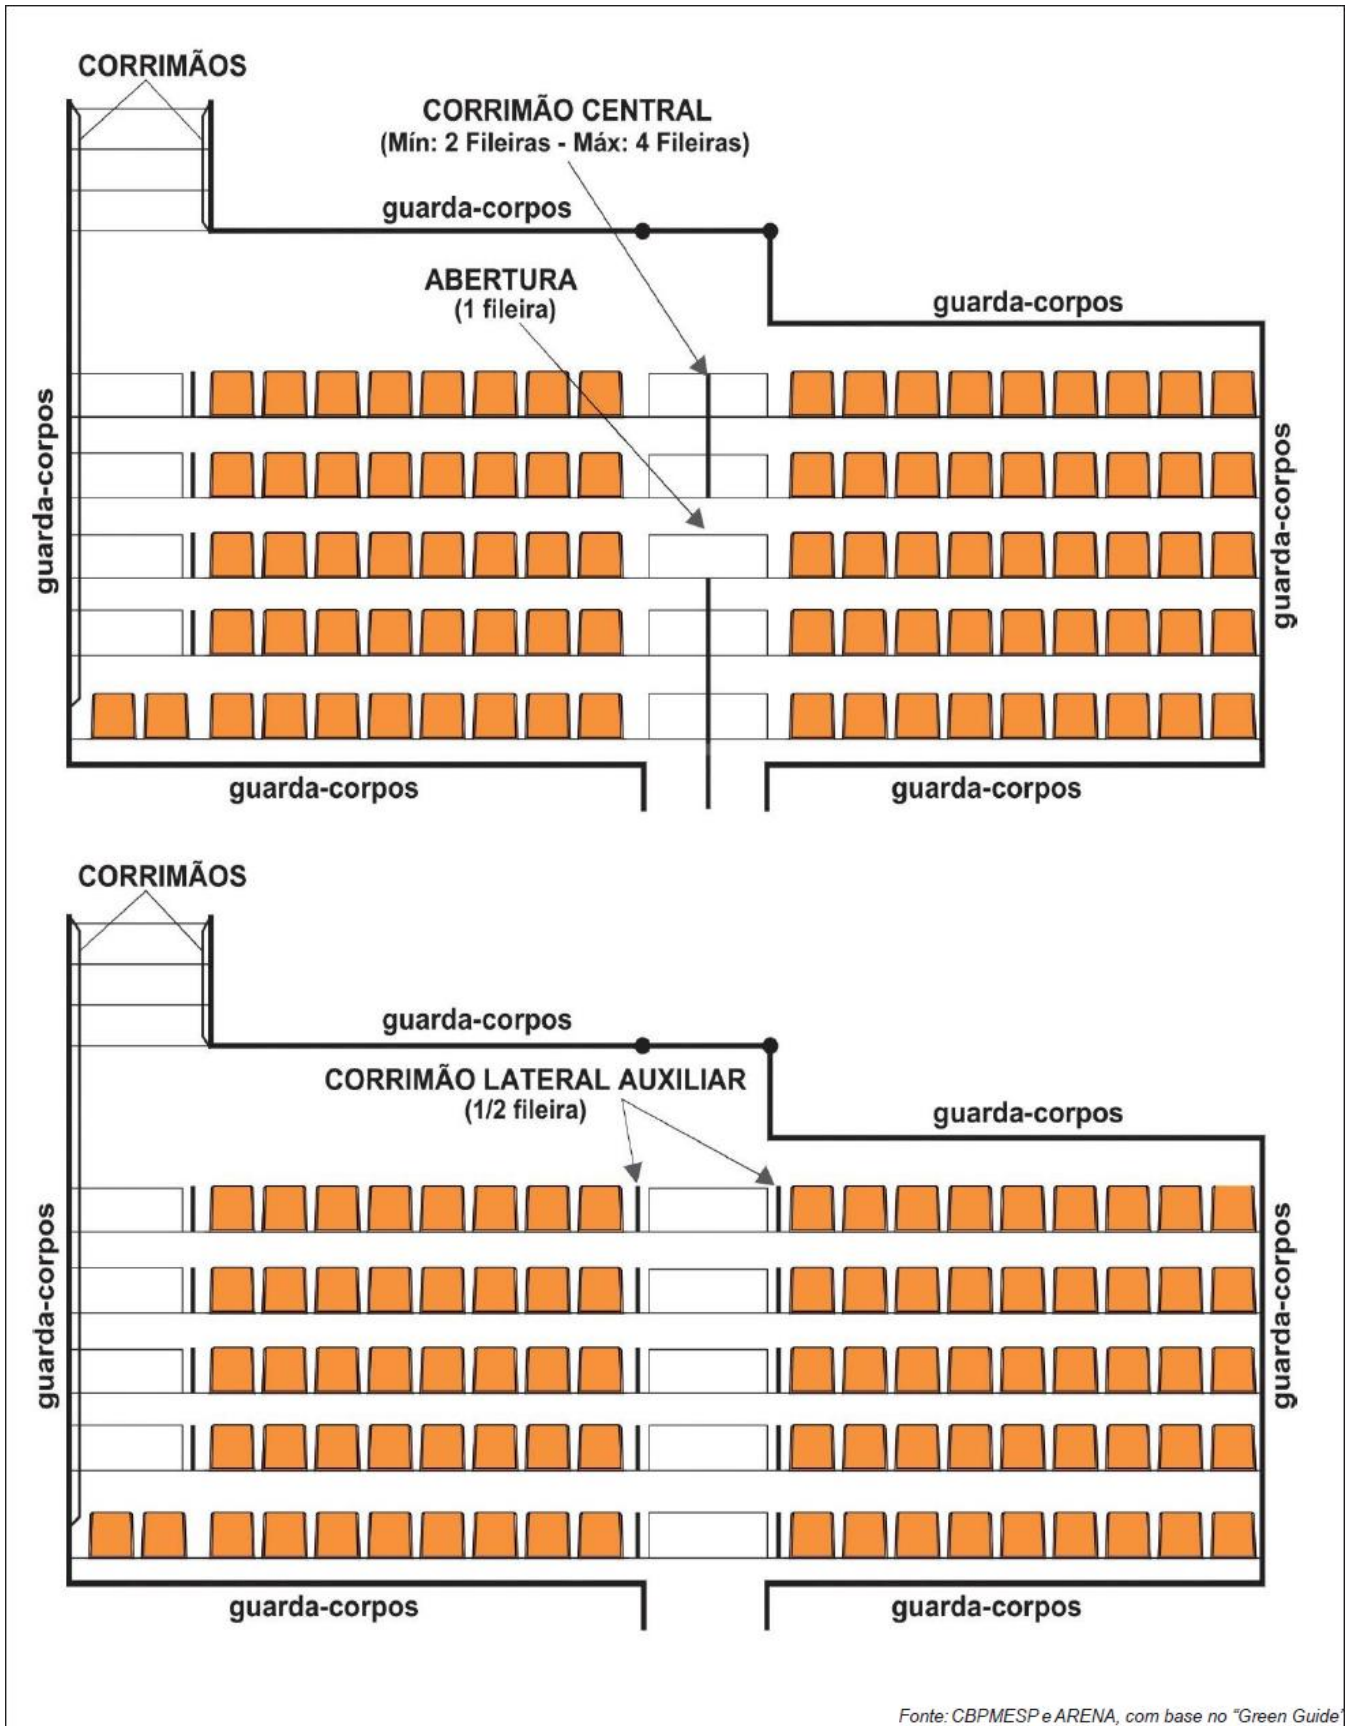 CORRIMÃOS
CORRIMÃO CENTRAL
(Mín: 2 Fileiras - Máx: 4 Fileiras)
guarda-corpos
ABERTURA
(1 fileira)
guarda-corpos
guarda-corpos
guarda-corpos
guarda-corpos
guarda-corpos
CORRIMÃOS
guarda-corpos
CORRIMÃO LATERAL AUXILIAR
(1/2 fileira)
guarda-corpos
guarda-corpos
guarda-corpos
guarda-corpos
guarda-corpos
Fonte: CBPMESP e ARENA, com base no "Green Guide"